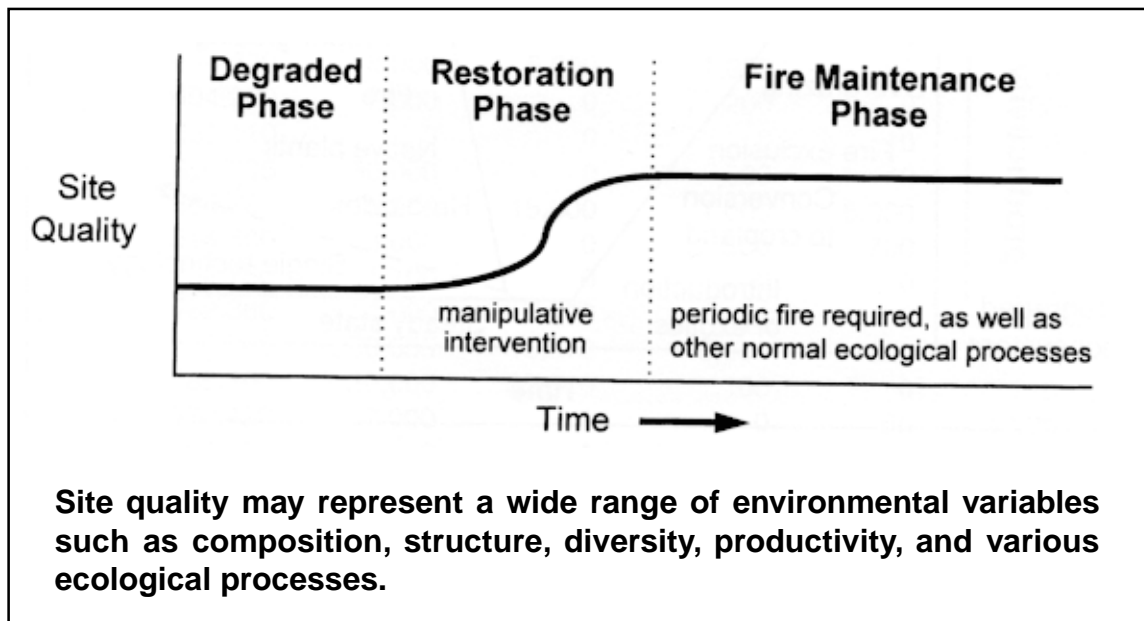 Degraded Phase
Restoration Phase
Fire Maintenance Phase
Site Quality
manipulative intervention
periodic fire required, as well as
other normal ecological processes
Time
Site quality may represent a wide range of environmental variables
such as composition, structure, diversity, productivity, and various
ecological processes.